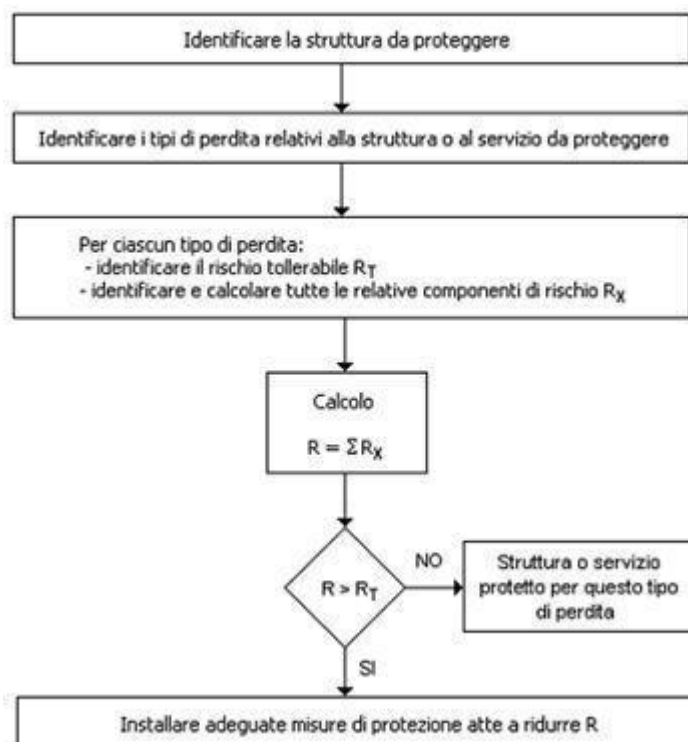 Identificare la struttura da proteggere
Identificare i tipi di perdita relativi alla struttura o al servizio da proteggere
Per ciascun tipo di perdita:
- identificare il rischio tollerabile RT
- identificare e calcolare tutte le relative componenti di rischio RX
Calcolo
R = ΣRX
R > RT
NO
Struttura o servizio
protetto per questo tipo
di perdita
SI
Installare adeguate misure di protezione atte a ridurre R